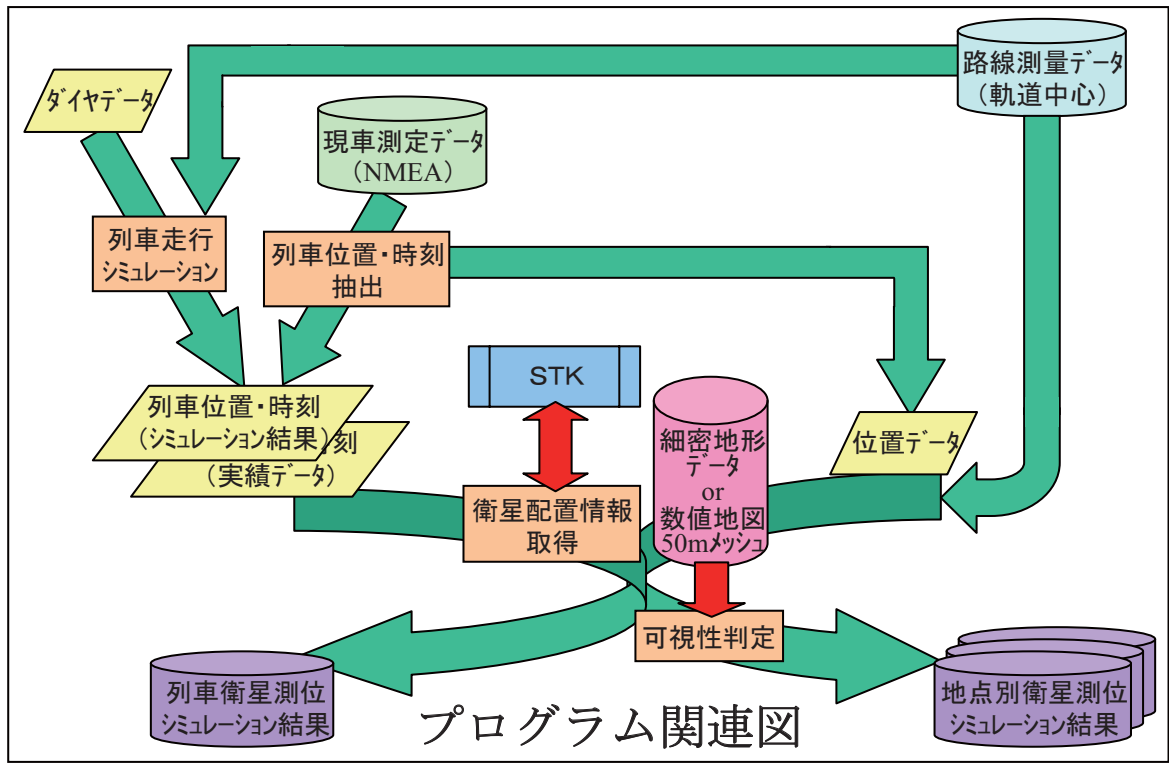 路線測量ﾃﾞｰﾀ
（軌道中心）
ﾀﾞｲﾔﾃﾞｰﾀ
現車測定ﾃﾞｰﾀ
（NMEA）
列車走行
ｼﾐｭﾚｰｼｮﾝ
列車位置・時刻
抽出
STK
列車位置・時刻
（ｼﾐｭﾚｰｼｮﾝ結果）
刻
（実績ﾃﾞｰﾀ）
細密地形
ﾃﾞｰﾀ
or
数値地図
50mﾒｯｼｭ
位置ﾃﾞｰﾀ
衛星配置情報
取得
可視性判定
列車衛星測位
ｼﾐｭﾚｰｼｮﾝ結果
地点別衛星測位
ｼﾐｭﾚｰｼｮﾝ結果
プログラム関連図